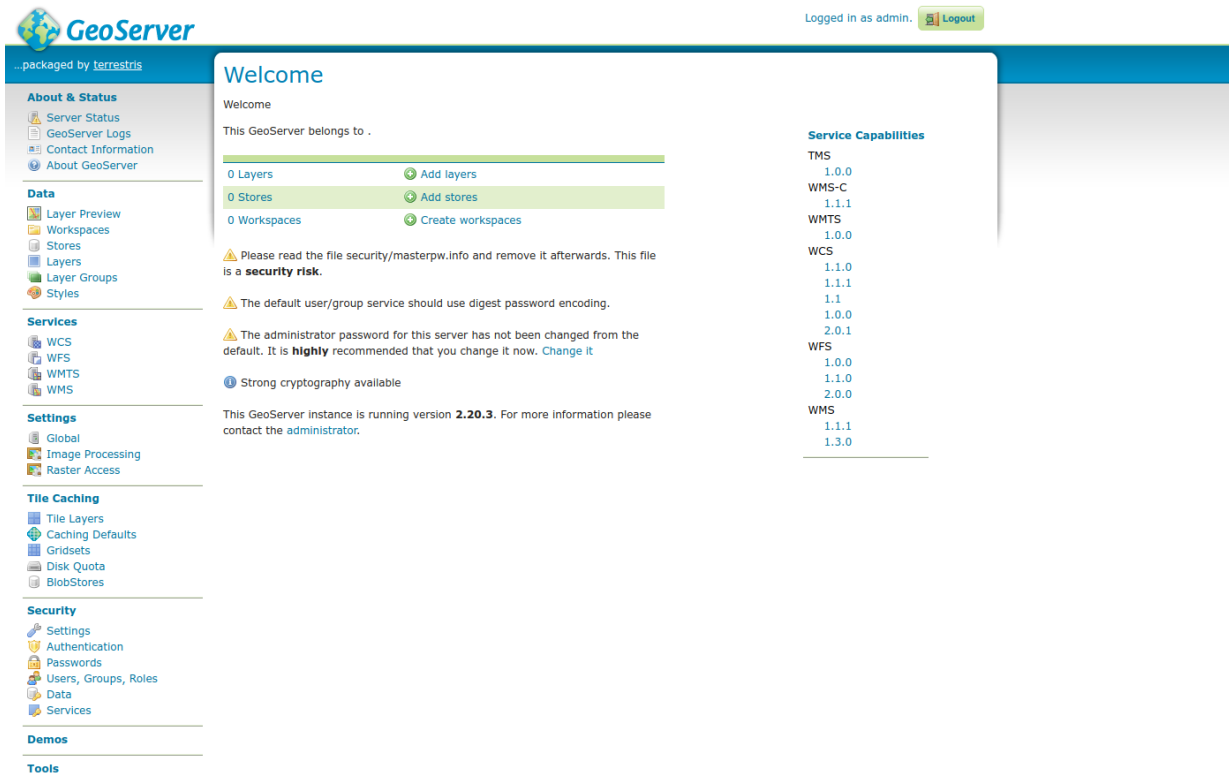 GeoServer
Logged in as admin.
Logout
...packaged by terrestris
About & Status
Server Status
GeoServer Logs
Contact Information
About GeoServer
Data
Layer Preview
Workspaces
Stores
Layers
Layer Groups
Styles
Services
WCS
WFS
WMTS
WMS
Settings
Global
Image Processing
Raster Access
Tile Caching
Tile Layers
Caching Defaults
Gridsets
Disk Quota
BlobStores
Security
Settings
Authentication
Passwords
Users, Groups, Roles
Data
Services
Demos
Tools
Welcome
Welcome
This GeoServer belongs to .
0 Layers Add layers
0 Stores Add stores
0 Workspaces Create workspaces
Please read the file security/masterpw.info and remove it afterwards. This file
is a security risk.
The default user/group service should use digest password encoding.
The administrator password for this server has not been changed from the
default. It is highly recommended that you change it now. Change it
Strong cryptography available
This GeoServer instance is running version 2.20.3. For more information please
contact the administrator.
Service Capabilities
TMS
1.0.0
WMS-C
1.1.1
WMTS
1.0.0
WCS
1.1.0
1.1.1
1.1
1.0.0
2.0.1
WFS
1.0.0
1.1.0
2.0.0
WMS
1.1.1
1.3.0